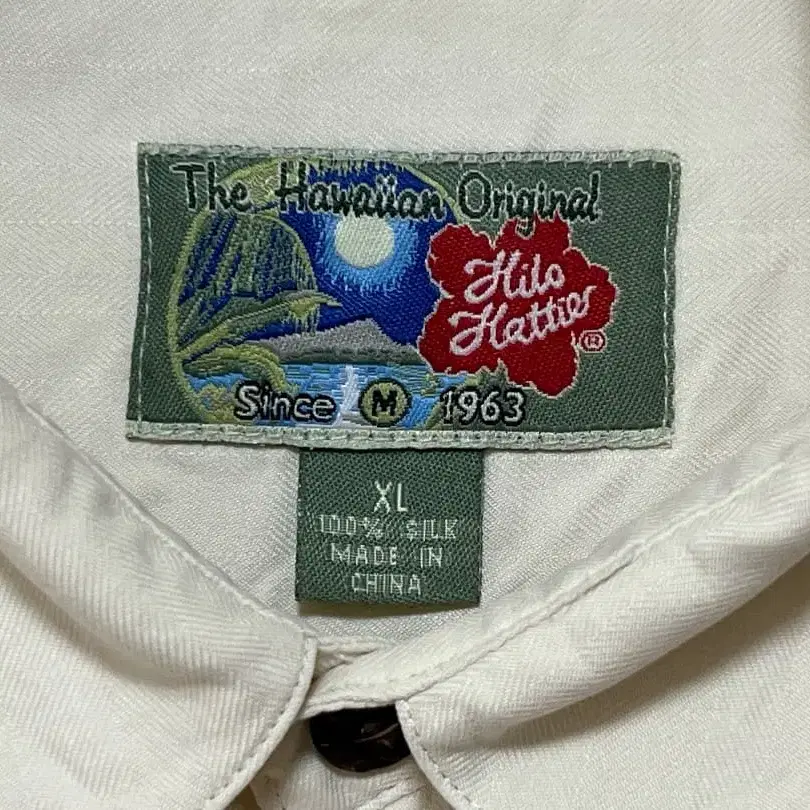 The Hawaiian Original
Hilo
Hattie®
Since M 1963
XL
100% SILK
MADE IN
CHINA